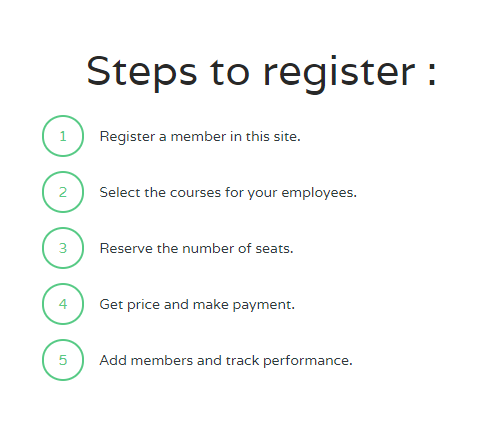 Steps to register :
1 Register a member in this site.
2 Select the courses for your employees.
3 Reserve the number of seats.
4 Get price and make payment.
5 Add members and track performance.